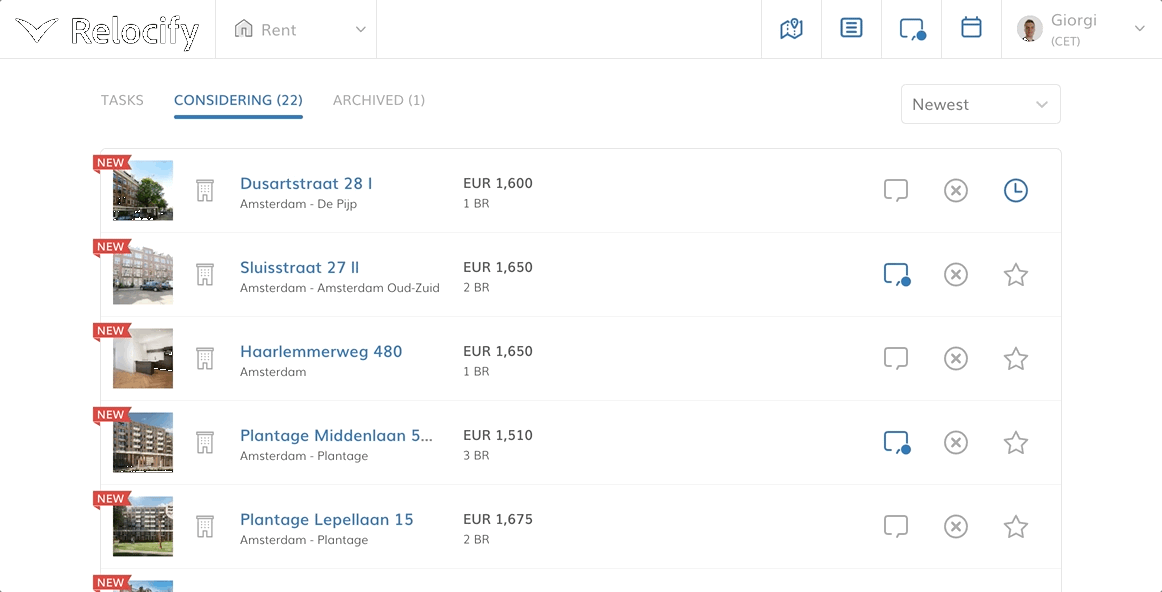 Relocify
Rent
Giorgi
(CET)
TASKS
CONSIDERING (22)
ARCHIVED (1)
Newest
NEW
Dusartstraat 28 I
EUR 1,600
Amsterdam - De Pijp
1 BR
NEW
Sluisstraat 27 II
EUR 1,650
Amsterdam - Amsterdam Oud-Zuid
2 BR
NEW
Haarlemmerweg 480
EUR 1,650
Amsterdam
1 BR
NEW
Plantage Middenlaan 5...
EUR 1,510
Amsterdam - Plantage
3 BR
NEW
Plantage Lepellaan 15
EUR 1,675
Amsterdam - Plantage
2 BR
NEW